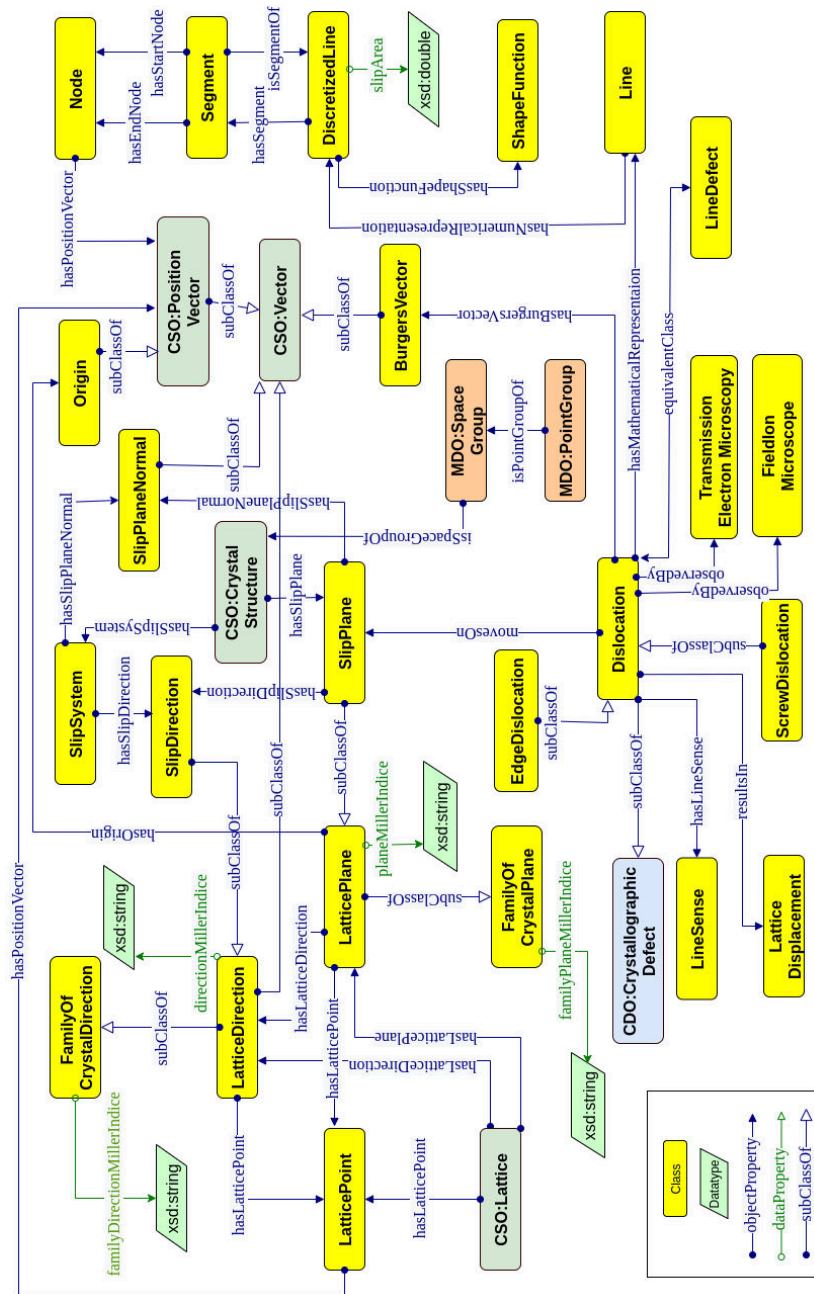 hasPositionVector
familyDirectionMillerIndice
xsd:string
FamilyOf
CrystalDirection
xsd:string
SlipSystem
hasSlipPlaneNormal
Origin
hasPositionVector
Node
hasLatticePoint
subClassOf
directionMillerIndice
hasSlipDirection
hasSlipSystem
SlipPlaneNormal
subClassOf
hasEndNode
hasStartNode
SlipDirection
CSO:Position
Vector
Segment
LatticeDirection
subClassOf
hasOrigin
CSO:Crystal
Structure
subClassOf
subClassOf
hasSegment
isSegmentOf
hasLatticeDirection
subClassOf
hasSlipDirection
hasSlipPlane
hasSlipPlaneNormal
CSO:Vector
DiscretizedLine
LatticePoint
hasLatticePoint
LatticePlane
subClassOf
SlipPlane
subClassOf
hasNumericalRepresentation
hasShapeFunction
slipArea
xsd:double
hasLatticePoint
hasLatticeDirection
hasLatticePlane
subClassOf
planeMillerIndice
xsd:string
isSpaceGroupOf
BurgersVector
CSO:Lattice
FamilyOf
CrystalPlane
movesOn
MDO:Space
Group
hasBurgersVector
ShapeFunction
familyPlaneMillerIndice
xsd:string
EdgeDislocation
subClassOf
isPointGroupOf
MDO:PointGroup
Dislocation
hasMathematicalRepresentaion
Line
CDO:Crystallographic
Defect
subClassOf
subClassOf
observedBy
equivalentClass
LineSense
hasLineSense
observedBy
LineDefect
Class
Datatype
Transmission
Electron Microscopy
objectProperty
dataProperty
subClassOf
Lattice
Displacement
resultsIn
ScrewDislocation
FieldIon
Microscope